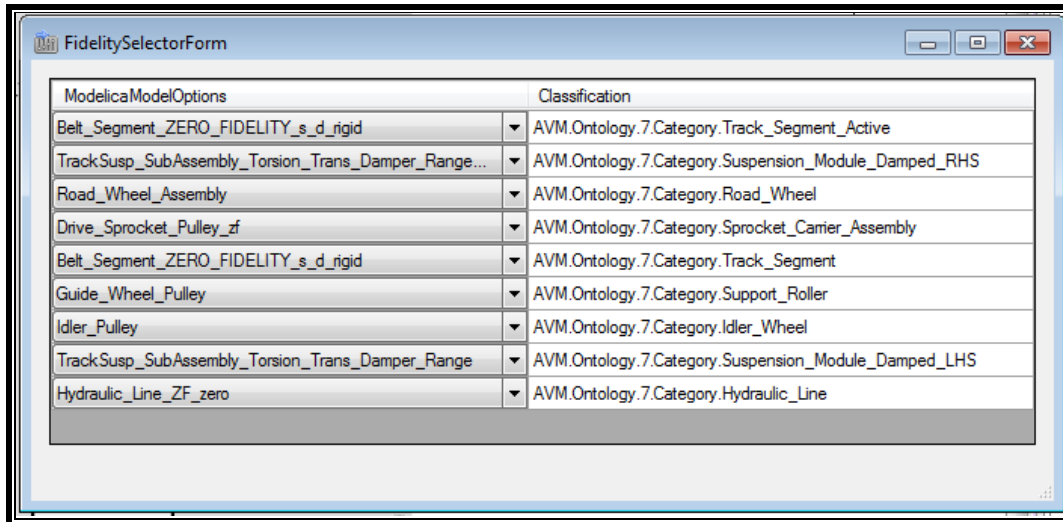 FidelitySelectorForm
ModelicaModelOptions Classification
Belt_Segment_ZERO_FIDELITY_s_d_rigid AVM.Ontology.7.Category.Track_Segment_Active
TrackSusp_SubAssembly_Torsion_Trans_Damper_Range... AVM.Ontology.7.Category.Suspension_Module_Damped_RHS
Road_Wheel_Assembly AVM.Ontology.7.Category.Road_Wheel
Drive_Sprocket_Pulley_zf AVM.Ontology.7.Category.Sprocket_Carrier_Assembly
Belt_Segment_ZERO_FIDELITY_s_d_rigid AVM.Ontology.7.Category.Track_Segment
Guide_Wheel_Pulley AVM.Ontology.7.Category.Support_Roller
Idler_Pulley AVM.Ontology.7.Category.Idler_Wheel
TrackSusp_SubAssembly_Torsion_Trans_Damper_Range AVM.Ontology.7.Category.Suspension_Module_Damped_LHS
Hydraulic_Line_ZF_zero AVM.Ontology.7.Category.Hydraulic_Line